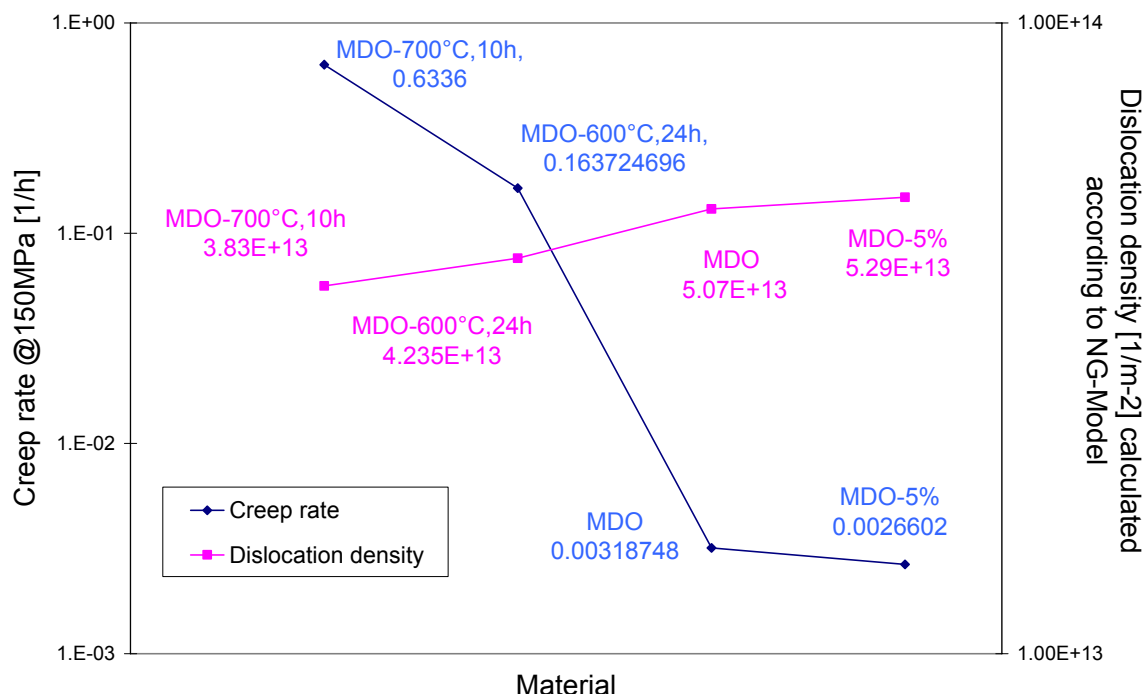 1.E+00
1.E-01
1.E-02
1.E-03
Creep rate @150MPa [1/h]
MDO-700°C,10h,
0.6336
MDO-600°C,24h,
0.163724696
MDO-700°C,10h
3.83E+13
MDO-600°C,24h
4.235E+13
MDO
5.07E+13
MDO-5%
5.29E+13
MDO
0.00318748
MDO-5%
0.0026602
Creep rate
Dislocation density
Material
1.00E+14
1.00E+13
Dislocation density [1/m-2] calculated
according to NG-Model